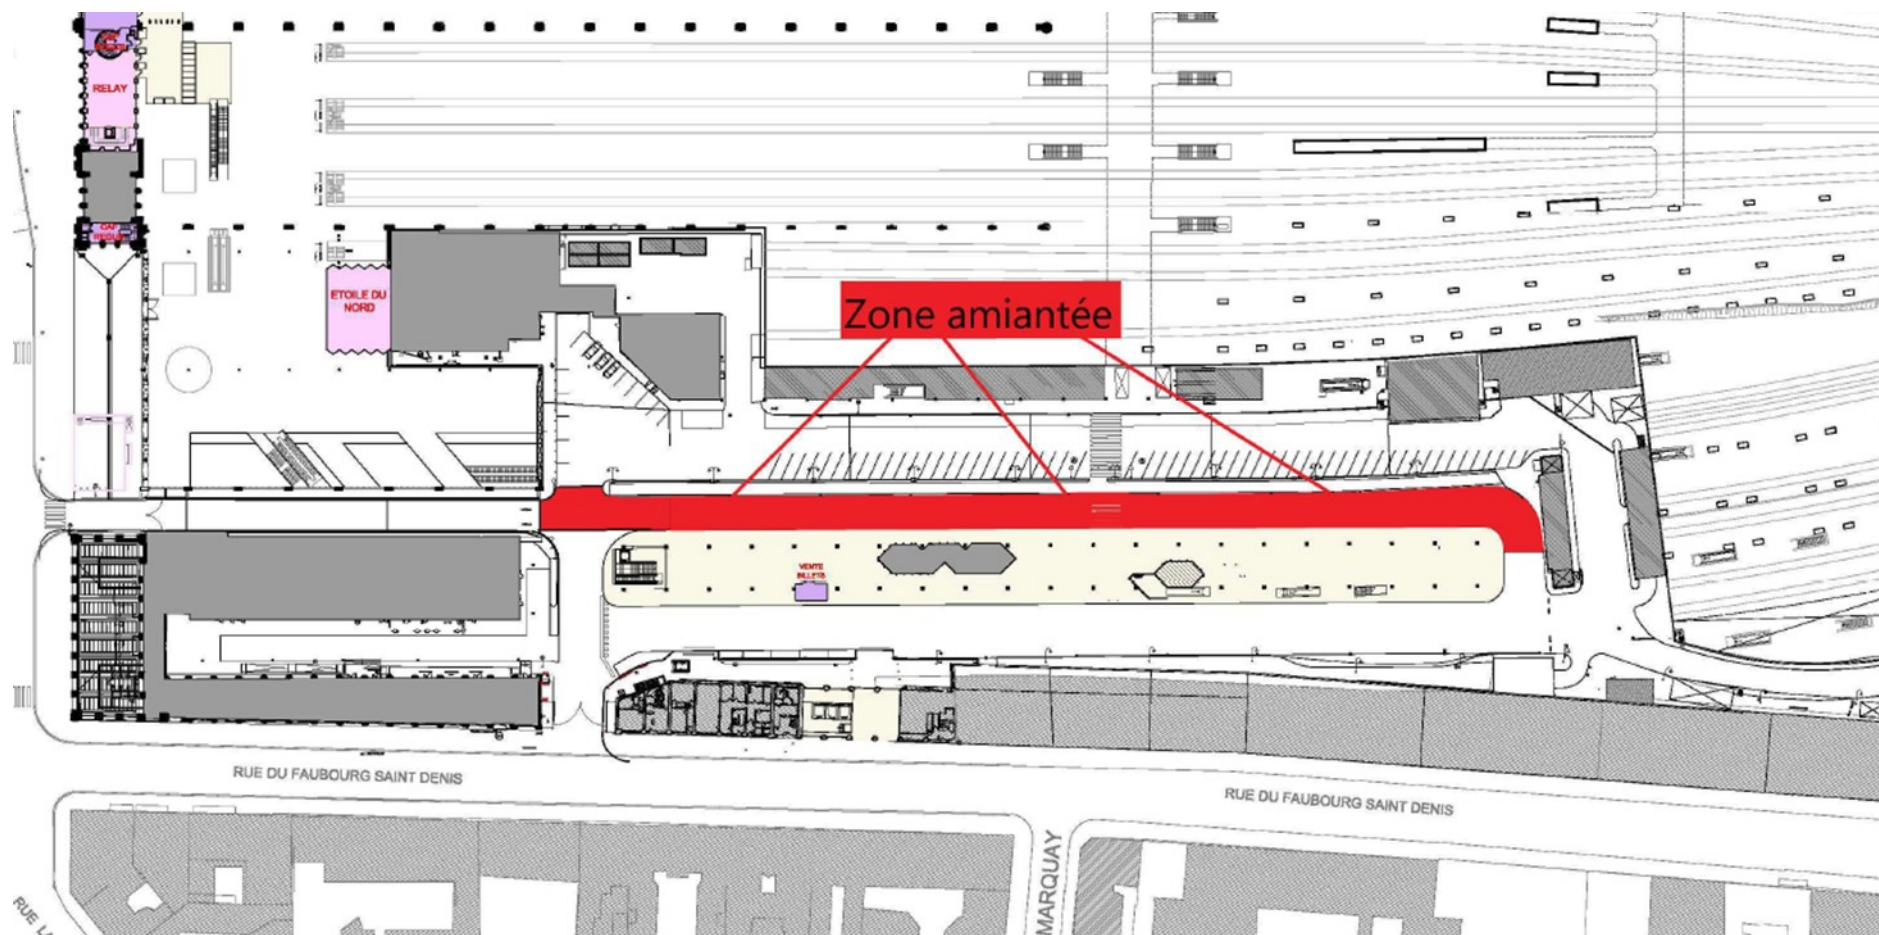 RELAY
ETOILE DU
NORD
Zone amiantée
VENTE
BILLETS
RUE DU FAUBOURG SAINT DENIS
RUE DU FAUBOURG SAINT DENIS
MARQUAY
RUE